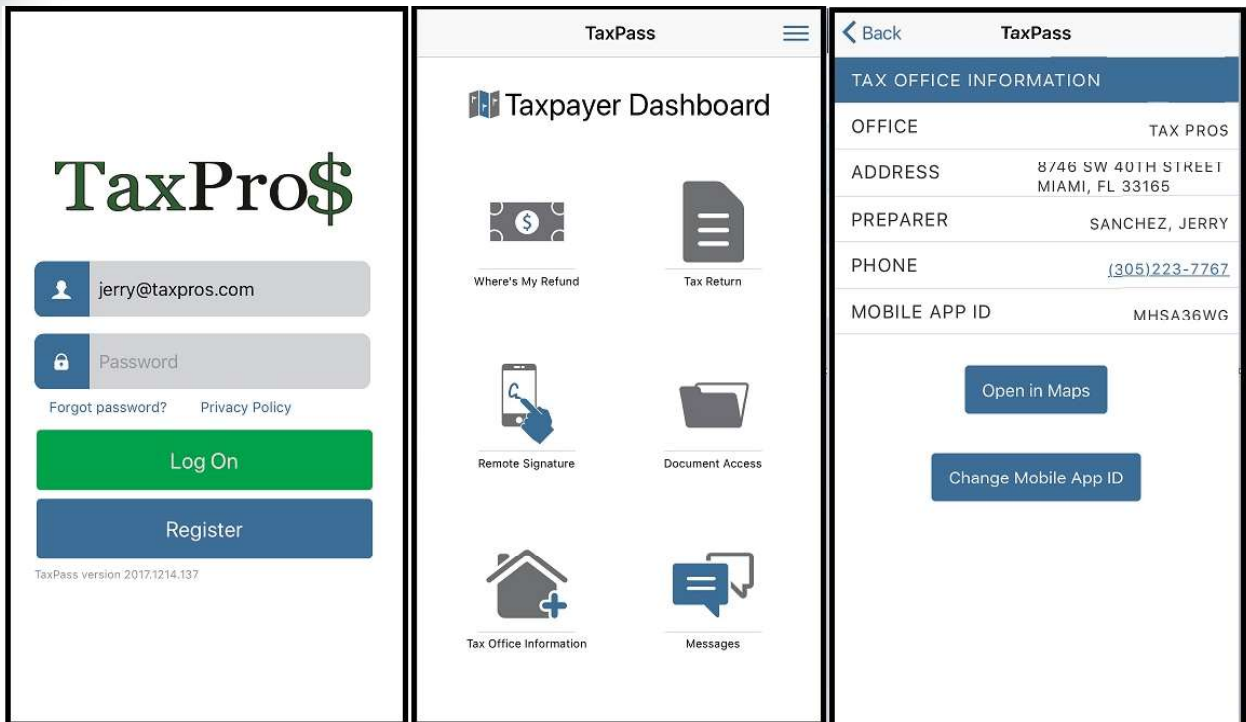 TaxPro$
jerry@taxpros.com
Password
Forgot password? Privacy Policy
Log On
Register
TaxPass version 2017.1214.137
TaxPass
Taxpayer Dashboard
$
Where's My Refund Tax Return
Remote Signature Document Access
Tax Office Information Messages
Back TaxPass
TAX OFFICE INFORMATION
OFFICE TAX PROS
ADDRESS 8746 SW 40TH STREET
MIAMI, FL 33165
PREPARER SANCHEZ, JERRY
PHONE (305)223-7767
MOBILE APP ID MHSA36WG
Open in Maps
Change Mobile App ID